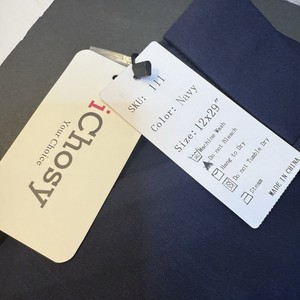 iChosy
Your Choice
SKU: 111
Color: Navy
Size: 12x29"
Machine Wash
Do not Bleach
Hang to Dry
Do not Tumble Dry
Steam
MADE IN CHINA